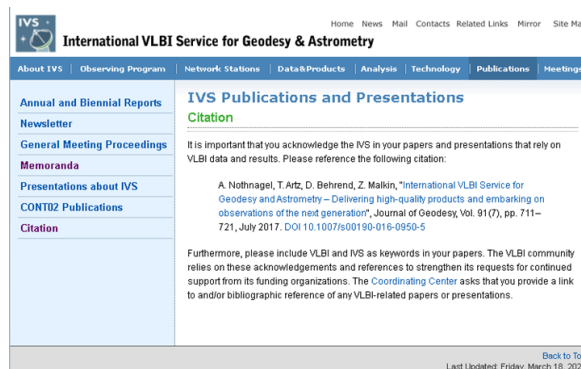 IVS
Home News Mail Contacts Related Links Mirror Site Ma
International VLBI Service for Geodesy & Astrometry
About IVS Observing Program Network Stations Data&Products Analysis Technology Publications Meetings
Annual and Biennial Reports
Newsletter
General Meeting Proceedings
Memoranda
Presentations about IVS
CONT02 Publications
Citation
IVS Publications and Presentations
Citation
It is important that you acknowledge the IVS in your papers and presentations that rely on
VLBI data and results. Please reference the following citation:
A. Nothnagel, T. Artz, D. Behrend, Z. Malkin, "International VLBI Service for
Geodesy and Astrometry – Delivering high-quality products and embarking on
observations of the next generation", Journal of Geodesy, Vol. 91(7), pp. 711–
721, July 2017. DOI 10.1007/s00190-016-0950-5
Furthermore, please include VLBI and IVS as keywords in your papers. The VLBI community
relies on these acknowledgements and references to strengthen its requests for continued
support from its funding organizations. The Coordinating Center asks that you provide a link
to and/or bibliographic reference of any VLBI-related papers or presentations.
Back to To
Last Updated: Friday, March 18, 202